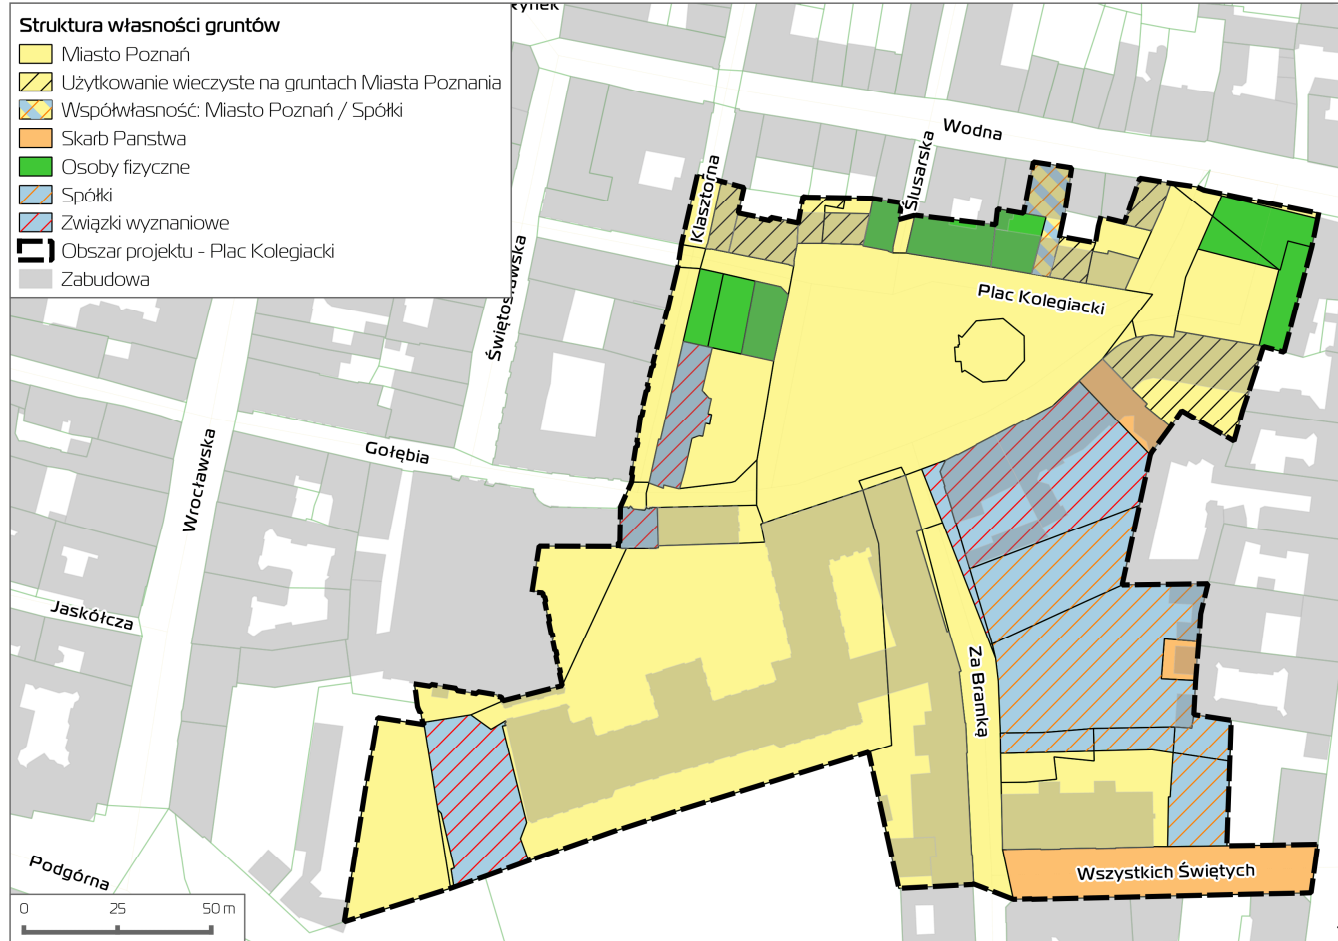 Rynek
Struktura własności gruntów
Miasto Poznań
Użytkowanie wieczyste na gruntach Miasta Poznania
Współwłasność: Miasto Poznań / Spółki
Skarb Panstwa
Osoby fizyczne
Spółki
Związki wyznaniowe
Obszar projektu - Plac Kolegiacki
Zabudowa
Wodna
Klasztorna
Ślusarska
Świętosławska
Plac Kolegiacki
Gołębia
Wrocławska
Jaskółcza
Za Bramką
Podgórna
Wszystkich Świętych
0 25 50 m